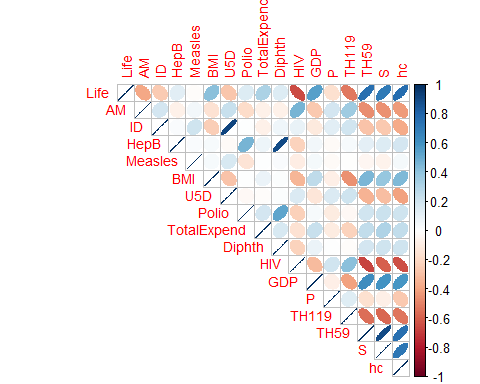 Life
AM
ID
HepB
Measles
BMI
U5D
Polio
TotalExpend
Diphth
HIV
GDP
P
TH119
TH59
S
hc
Life
AM
ID
HepB
Measles
BMI
U5D
Polio
TotalExpend
Diphth
HIV
GDP
P
TH119
TH59
S
hc
1
0.8
0.6
0.4
0.2
0
-0.2
-0.4
-0.6
-0.8
-1